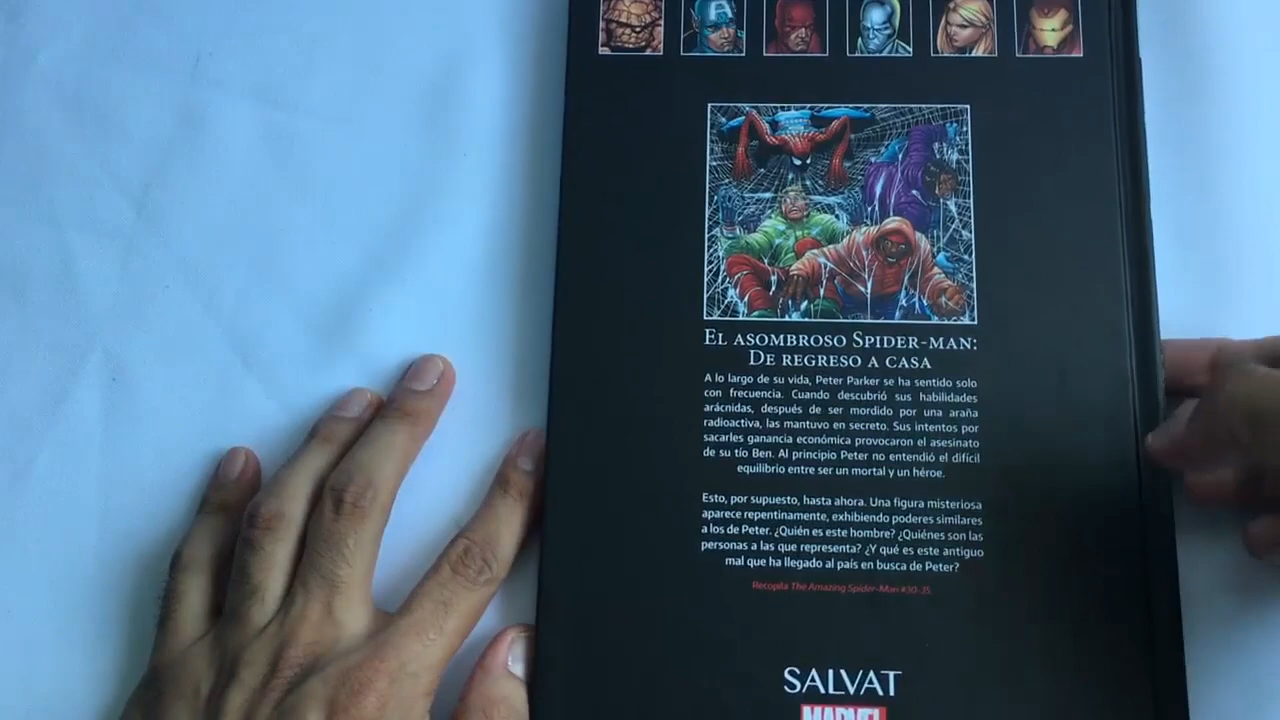 EL ASOMBROSO SPIDER-MAN:
DE REGRESO A CASA
A lo largo de su vida, Peter Parker se ha sentido solo
con frecuencia. Cuando descubrió sus habilidades
arácnidas, después de ser mordido por una araña
radioactiva, las mantuvo en secreto. Sus intentos por
sacarles ganancia económica provocaron el asesinato
de su tío Ben. Al principio Peter no entendió el difícil
equilibrio entre ser un mortal y un héroe.
Esto, por supuesto, hasta ahora. Una figura misteriosa
aparece repentinamente, exhibiendo poderes similares
a los de Peter. ¿Quién es este hombre? ¿Quiénes son las
personas a las que representa? ¿Y qué es este antiguo
mal que ha llegado al país en busca de Peter?
Recopila The Amazing Spider-Man #30-35
SALVAT
MARVEL